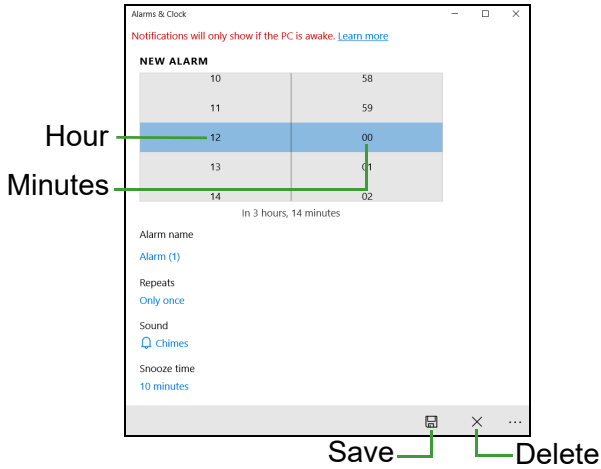 Alarms & Clock
Notifications will only show if the PC is awake. Learn more
NEW ALARM
10 58
11 59
Hour 12 00
Minutes 13 01
14 02
In 3 hours, 14 minutes
Alarm name
Alarm (1)
Repeats
Only once
Sound
Chimes
Snooze time
10 minutes
Save Delete